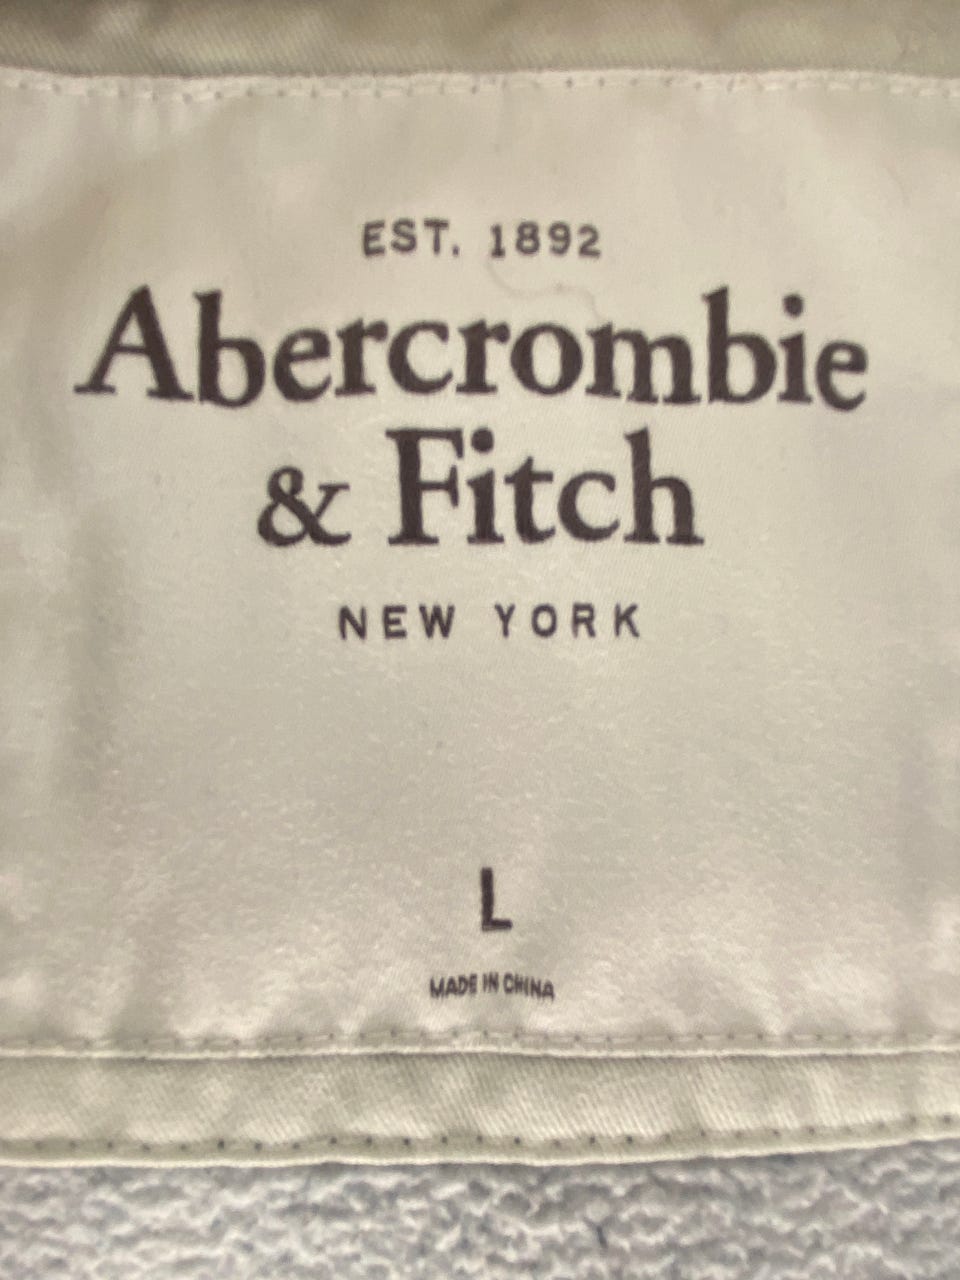 EST. 1892
Abercrombie
& Fitch
NEW YORK
L
MADE IN CHINA